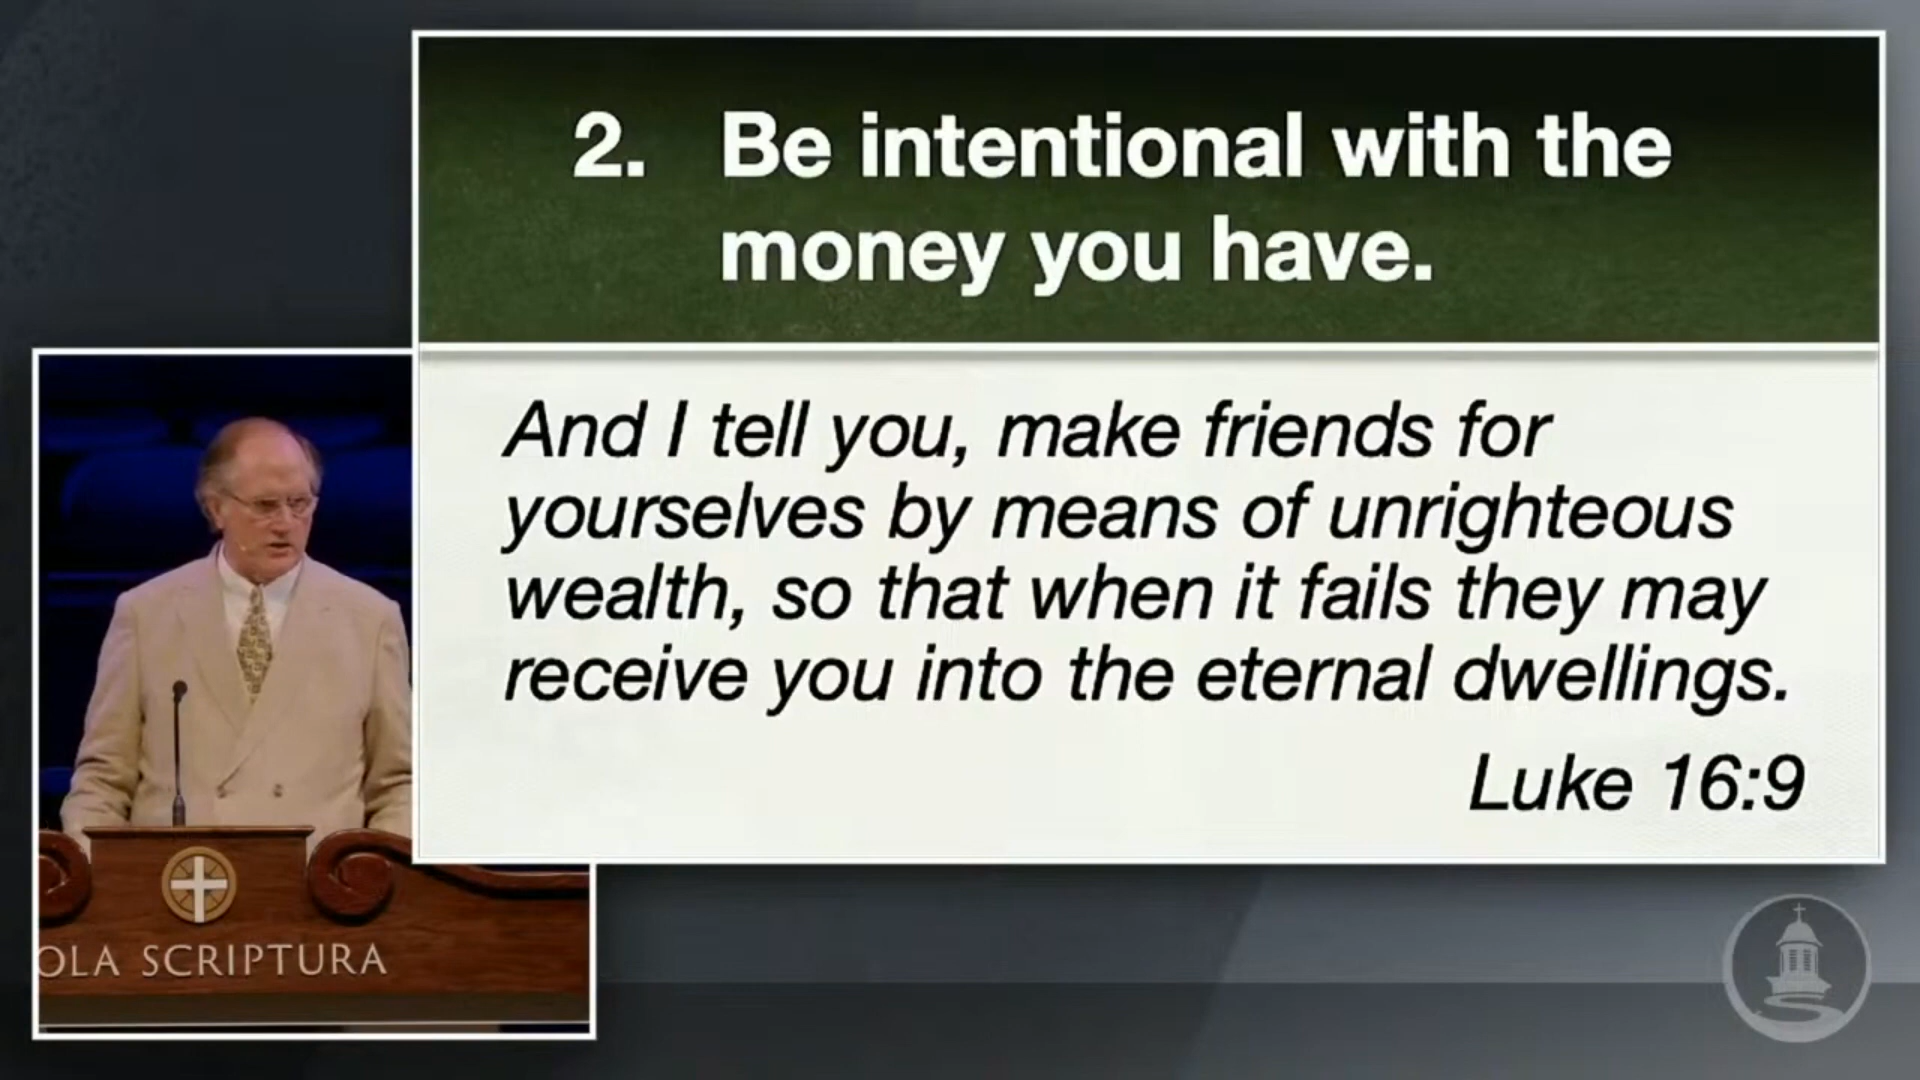 2. Be intentional with the
money you have.
And I tell you, make friends for
yourselves by means of unrighteous
wealth, so that when it fails they may
receive you into the eternal dwellings.
Luke 16:9
OLA SCRIPTURA